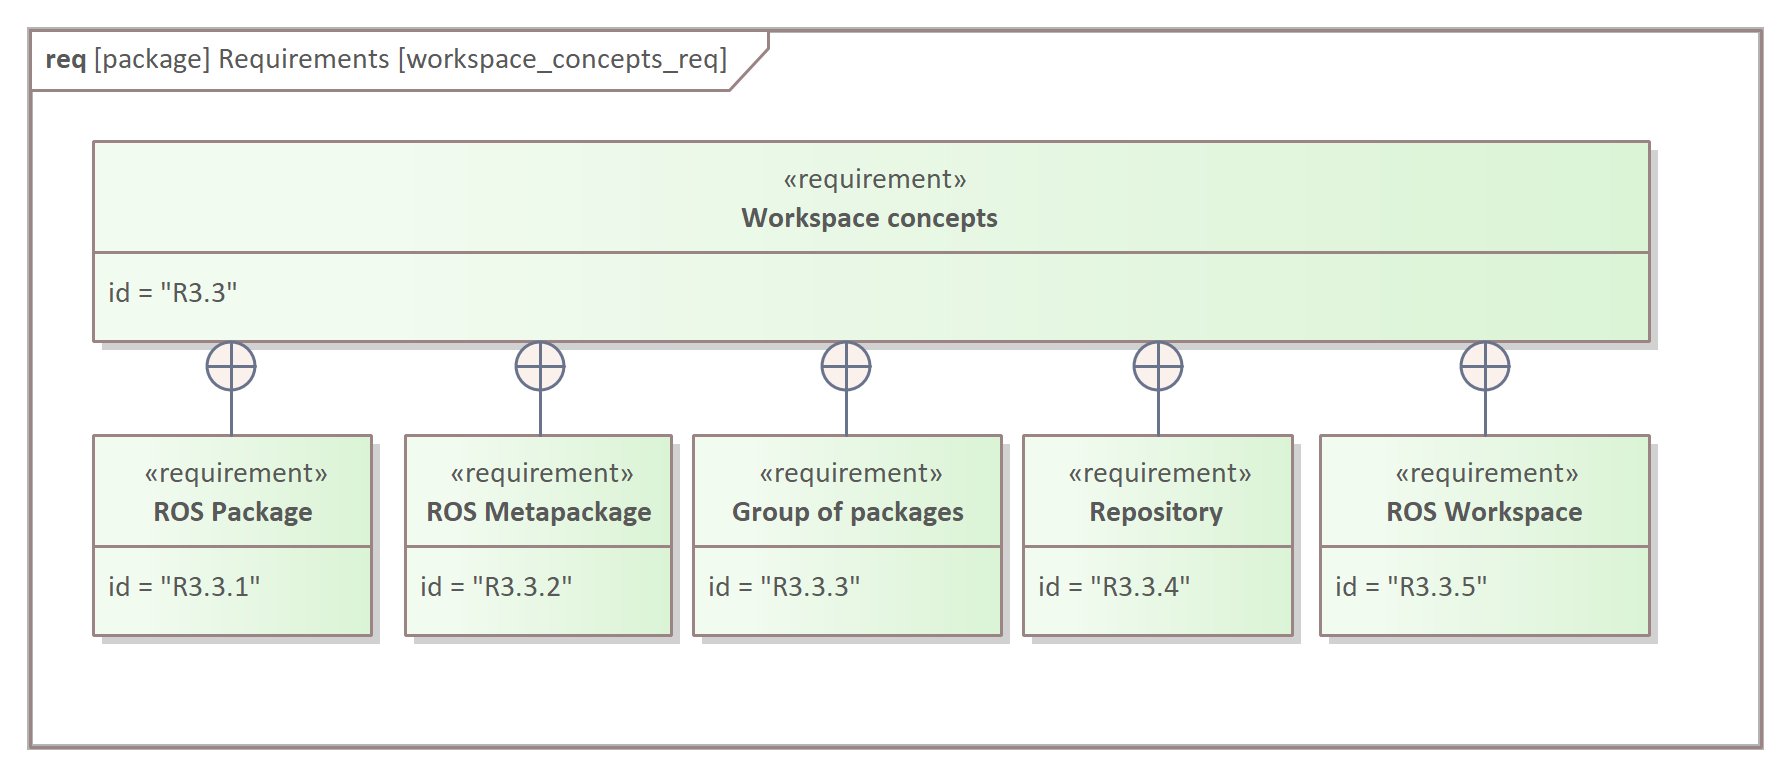 req [package] Requirements [workspace_concepts_req]
«requirement»
Workspace concepts
id = "R3.3"
«requirement»
ROS Package
id = "R3.3.1"
«requirement»
ROS Metapackage
id = "R3.3.2"
«requirement»
Group of packages
id = "R3.3.3"
«requirement»
Repository
id = "R3.3.4"
«requirement»
ROS Workspace
id = "R3.3.5"